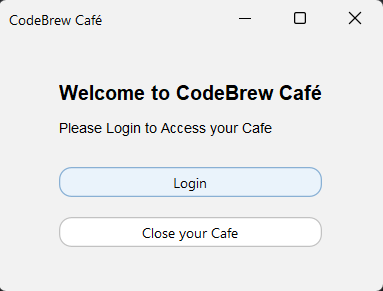 CodeBrew Café
Welcome to CodeBrew Café
Please Login to Access your Cafe
Login
Close your Cafe